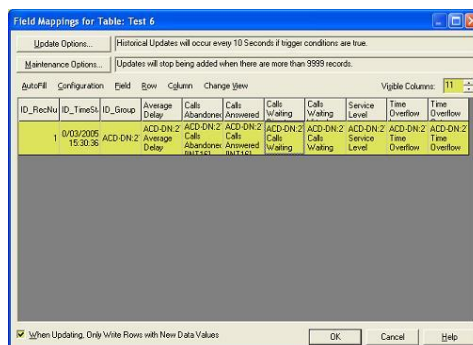 Field Mappings for Table: Test 6
Update Options... Historical Updates will occur every 10 Seconds if trigger conditions are true.
Maintenance Options... Updates will stop being added when there are more than 9999 records.
AutoFill Configuration Field Row Column Change View Visible Columns: 11
ID_RecNu ID_TimeSt ID_Group Average Calls Calls Calls Calls Service Time Time
Delay Abandoned Answered Waiting Waiting Level Overflow Overflow
ACD-DN:2 ACD-DN:2 ACD-DN:2 ACD-DN:2 ACD-DN:2 ACD-DN:2 ACD-DN:2 ACD-DN:2
1 0/03/2005 ACD-DN:2 Average Calls Calls Calls Calls Service Time Time
15:30:36 Delay Abandoned Answered Waiting Waiting Level Overflow Overflow
When Updating, Only Write Rows with New Data Values
OK Cancel Help